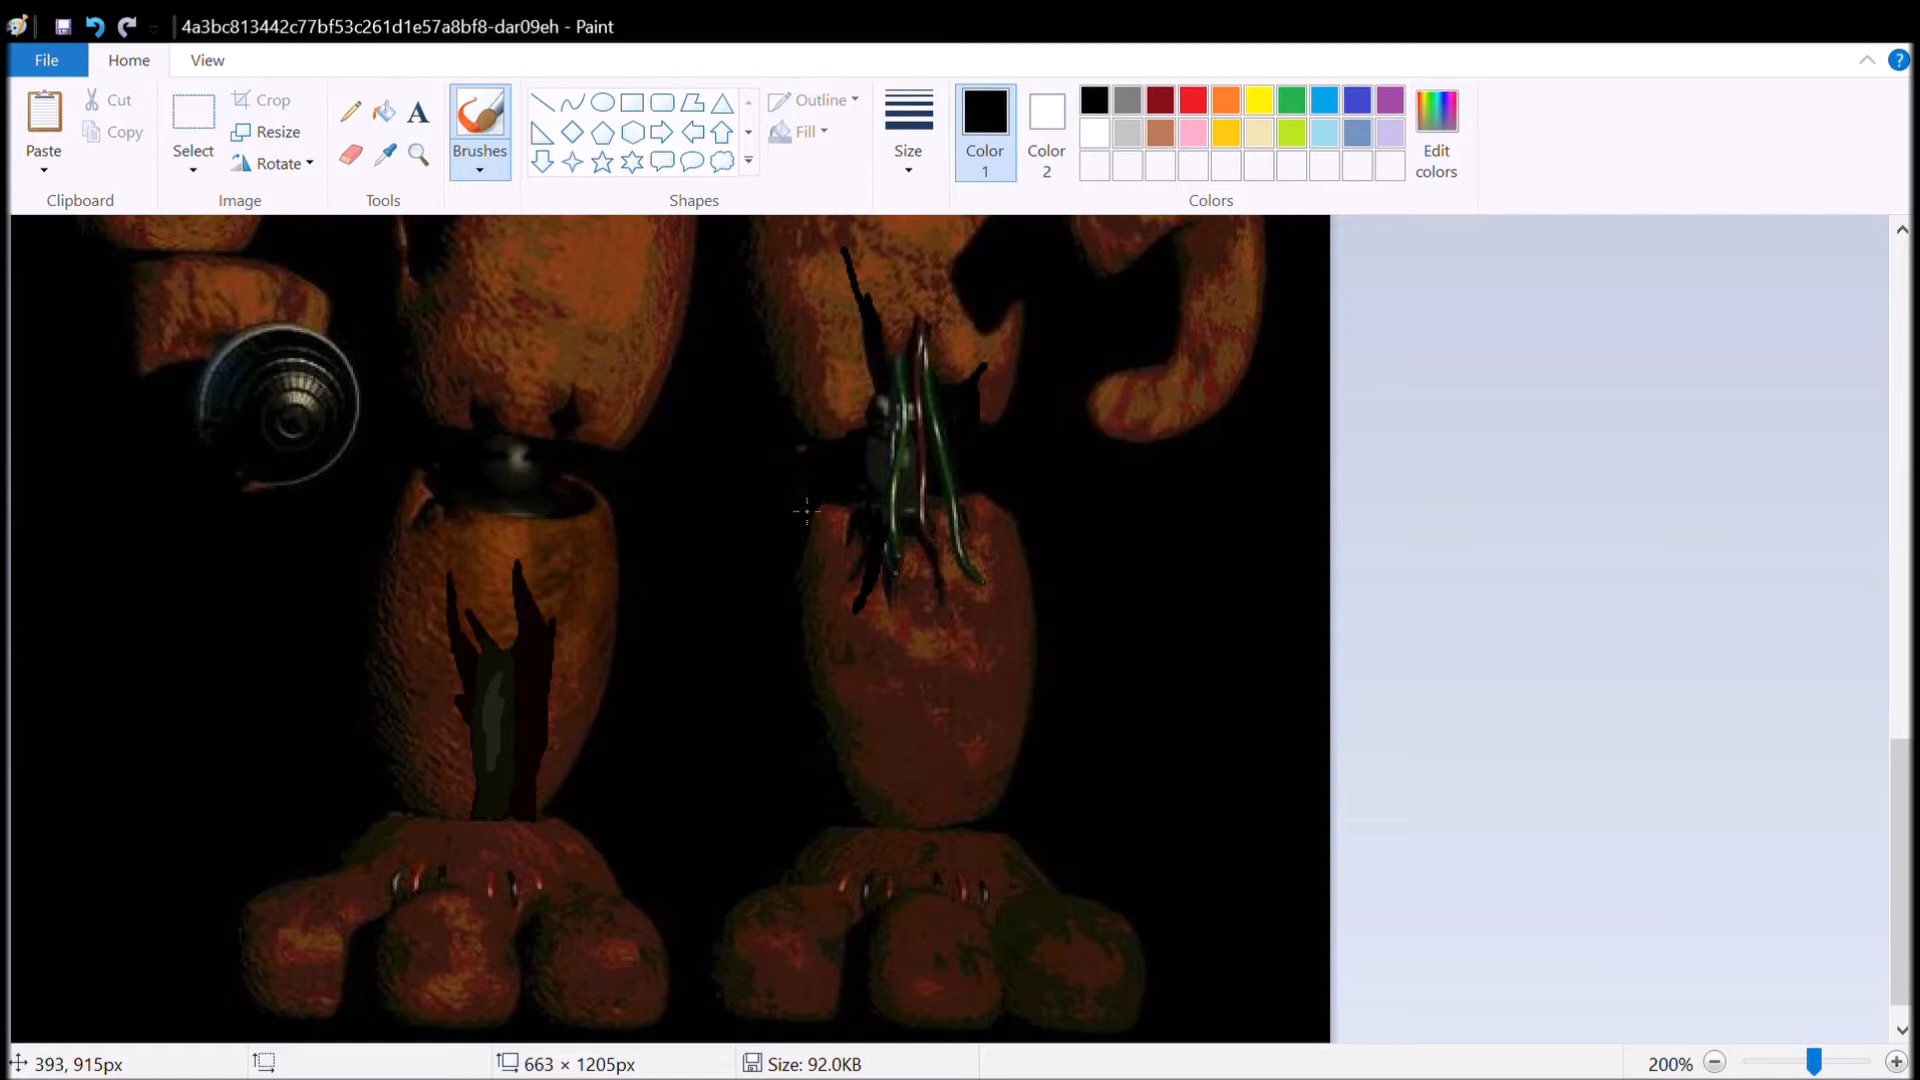 4a3bc813442c77bf53c261d1e57a8bf8-dar09eh - Paint
File Home View
Paste
Cut
Copy
Clipboard
Select
Crop
Resize
Rotate
Image
A
Tools
Brushes
Outline
Fill
Shapes
Size
Color
1
Color
2
Edit
colors
Colors
?
393, 915px
663 × 1205px
Size: 92.0KB
200%